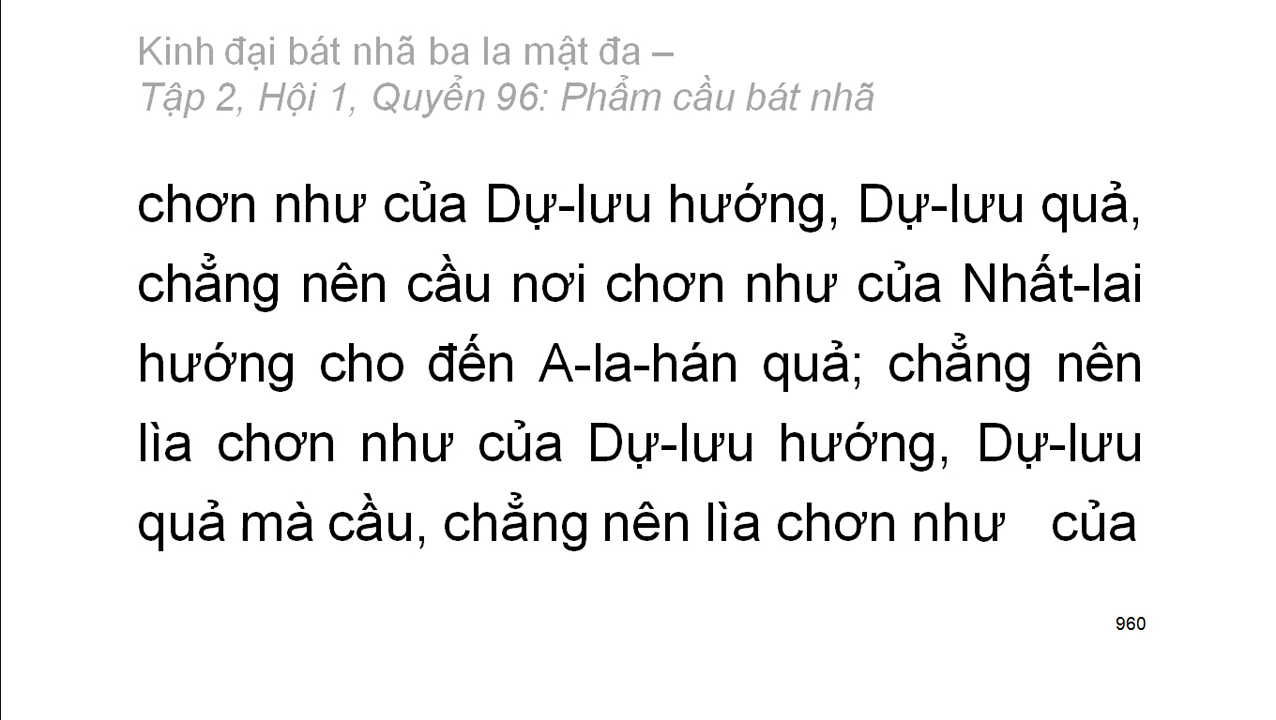 Kinh đại bát nhã ba la mật đa –
Tập 2, Hội 1, Quyển 96: Phẩm cầu bát nhã
chơn như của Dự-lưu hướng, Dự-lưu quả,
chẳng nên cầu nơi chơn như của Nhất-lai
hướng cho đến A-la-hán quả; chẳng nên
lìa chơn như của Dự-lưu hướng, Dự-lưu
quả mà cầu, chẳng nên lìa chơn như của
960